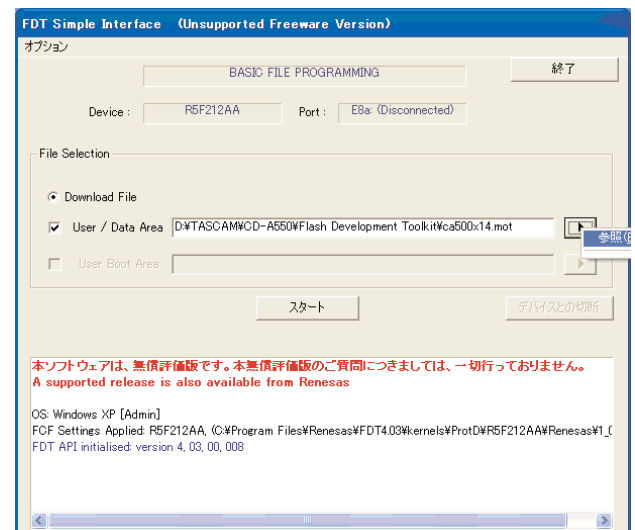 FDT Simple Interface (Unsupported Freeware Version)
オプション
BASIC FILE PROGRAMMING
終了
Device : R5F212AA Port : E8a: (Disconnected)
File Selection
Download File
User / Data Area D:¥TASCAM¥CD-A550¥Flash Development Toolkit¥ca500x14.mot
参照(
User Boot Area
スタート
デバイスとの切断
本ソフトウェアは、無償評価版です。本無償評価版のご質問につきましては、一切行っておりません。
A supported release is also available from Renesas
OS: Windows XP [Admin]
FCF Settings Applied: R5F212AA, (C:¥Program Files¥Renesas¥FDT4.03¥kernels¥ProtD¥R5F212AA¥Renesas¥1_0
FDT API initialised: version 4, 03, 00, 008